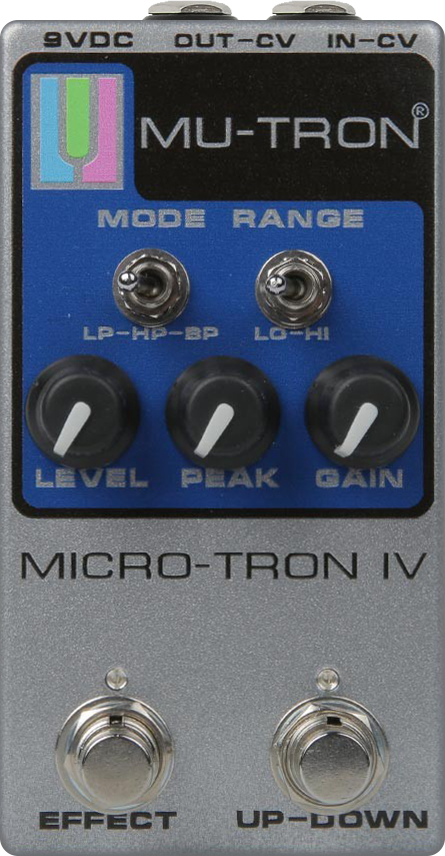 9VDC OUT-CV IN-CV
MU-TRON®
MODE RANGE
LP-HP-BP LO-HI
LEVEL PEAK GAIN
MICRO-TRON IV
EFFECT UP-DOWN